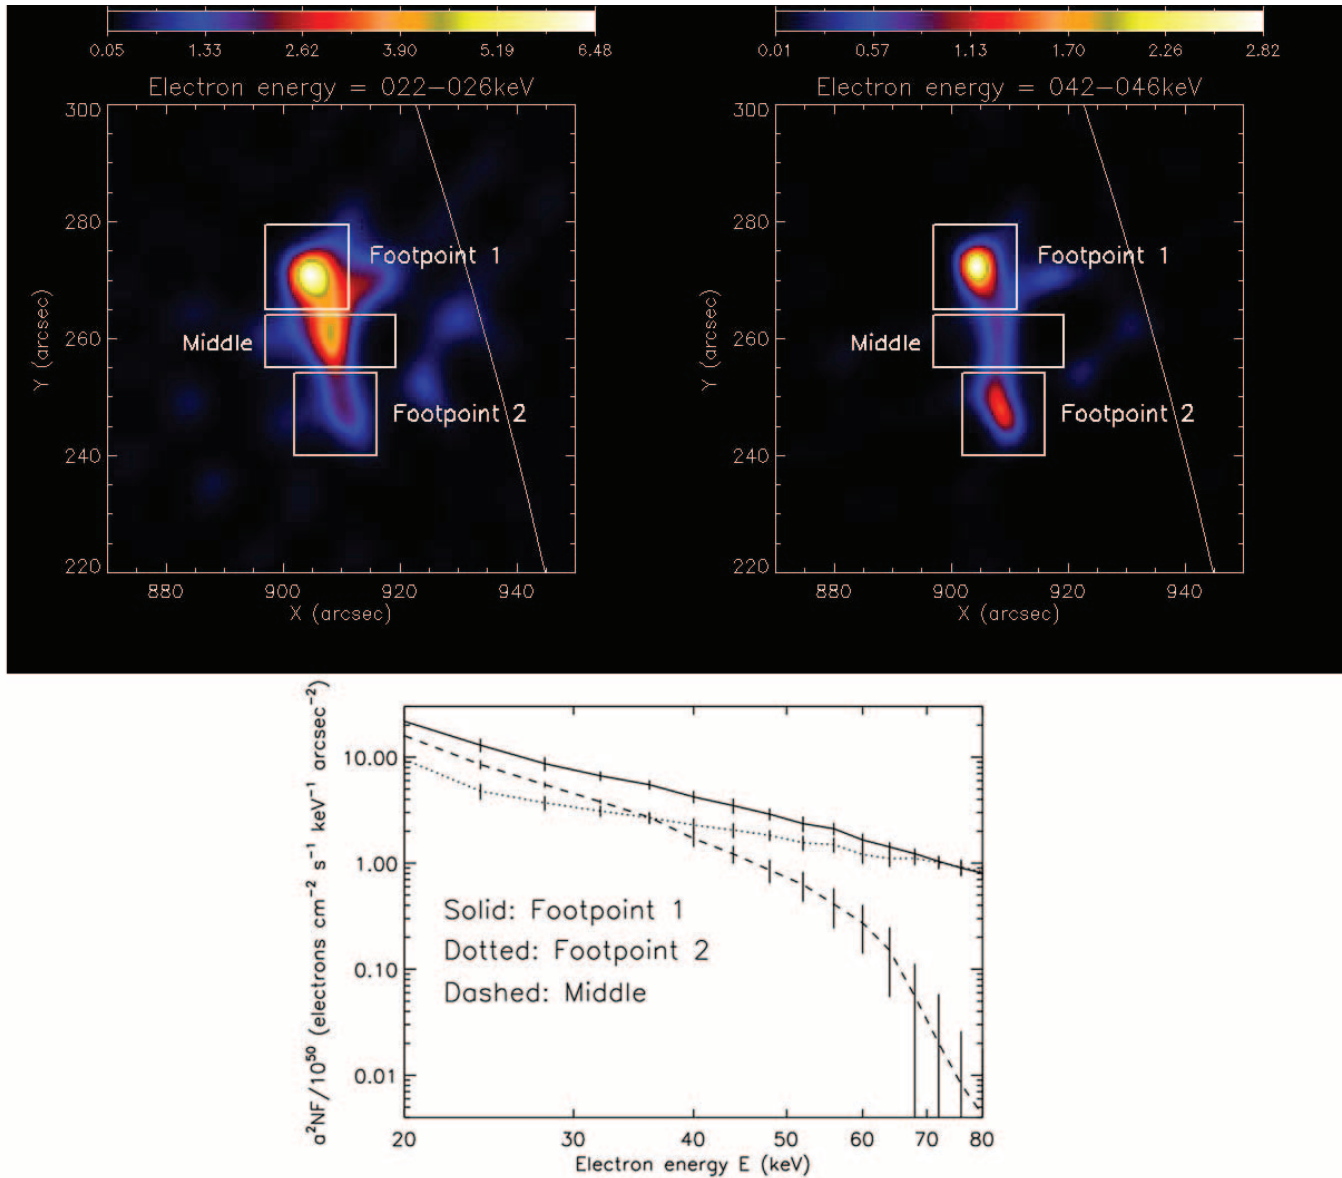 0.05 1.33 2.62 3.90 5.19 6.48
0.01 0.57 1.13 1.70 2.26 2.82
Electron energy = 022-026keV
Electron energy = 042-046keV
300
280
260
240
220
Y (arcsec)
Footpoint 1
Middle
Footpoint 2
880 900 920 940
X (arcsec)
300
280
260
240
220
Y (arcsec)
Footpoint 1
Middle
Footpoint 2
880 900 920 940
X (arcsec)
a²NF/10⁵⁰ (electrons cm⁻² s⁻¹ keV⁻¹ arcsec⁻²)
10.00
1.00
0.10
0.01
Solid: Footpoint 1
Dotted: Footpoint 2
Dashed: Middle
20 30 40 50 60 70 80
Electron energy E (keV)